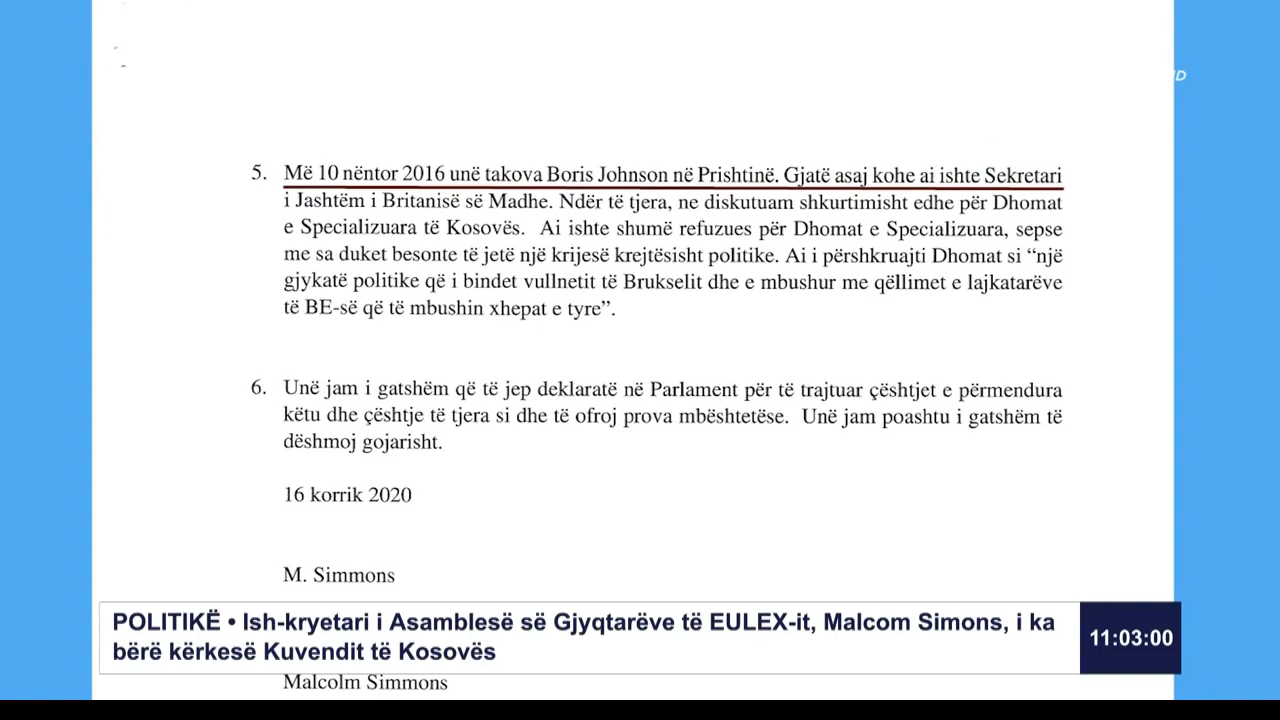 5. Më 10 nëntor 2016 unë takova Boris Johnson në Prishtinë. Gjatë asaj kohe ai ishte Sekretari
i Jashtëm i Britanisë së Madhe. Ndër të tjera, ne diskutuam shkurtimisht edhe për Dhomat
e Specializuara të Kosovës. Ai ishte shumë refuzues për Dhomat e Specializuara, sepse
me sa duket besonte të jetë një krijesë krejtësisht politike. Ai i përshkruajti Dhomat si “një
gjykatë politike që i bindet vullnetit të Brukselit dhe e mbushur me qëllimet e lajkatarëve
të BE-së që të mbushin xhepat e tyre”.
6. Unë jam i gatshëm që të jep deklaratë në Parlament për të trajtuar çështjet e përmendura
këtu dhe çështje të tjera si dhe të ofroj prova mbështetëse. Unë jam poashtu i gatshëm të
dëshmoj gojarisht.
16 korrik 2020
M. Simmons
POLITIKË • Ish-kryetari i Asamblesë së Gjyqtarëve të EULEX-it, Malcom Simons, i ka
bërë kërkesë Kuvendit të Kosovës
11:03:00
Malcolm Simmons